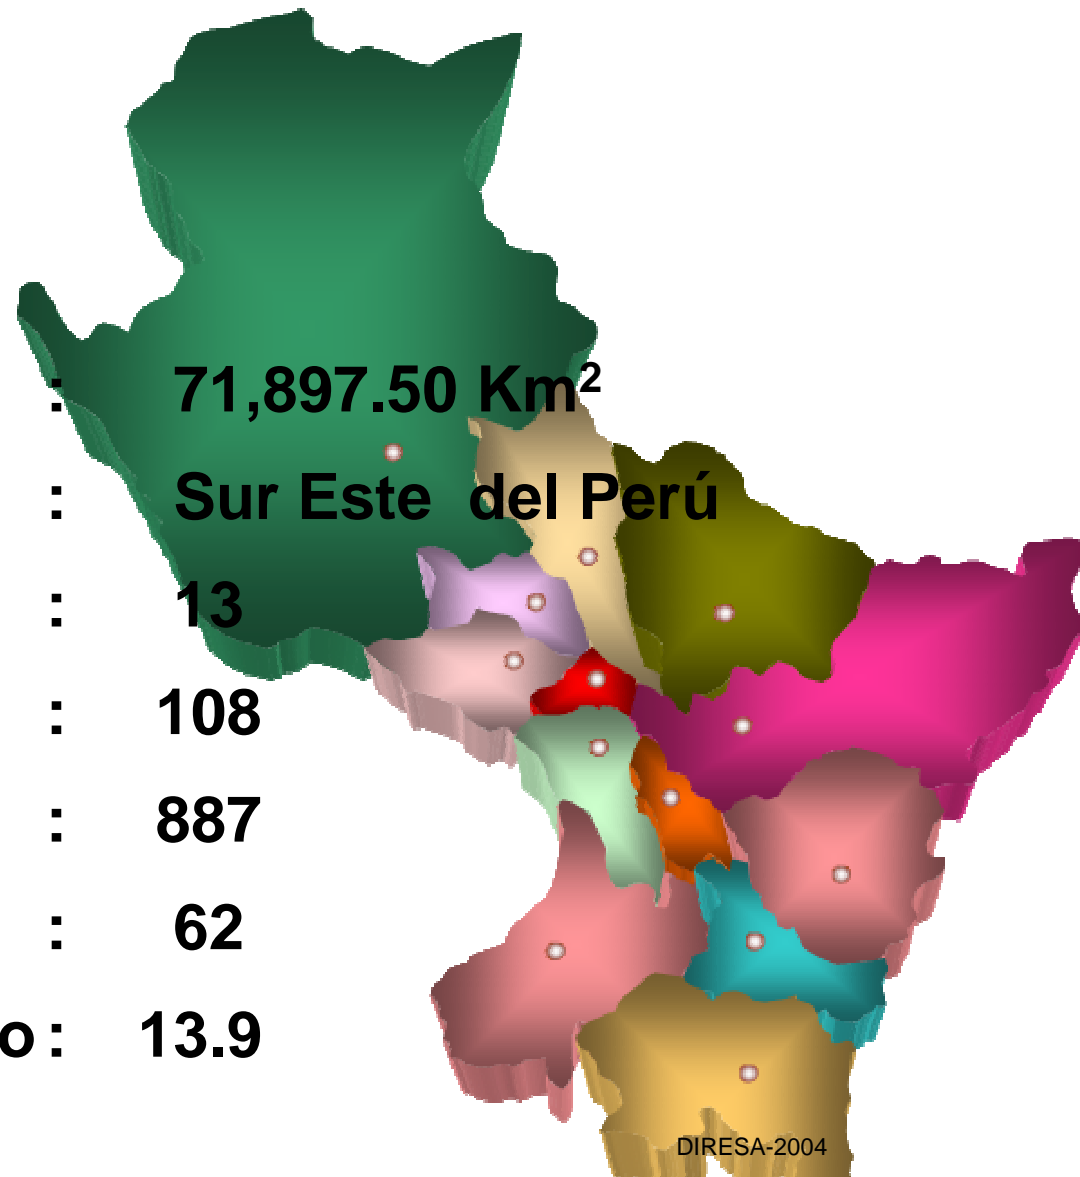 : 71,897.50 Km²
: Sur Este del Perú
: 13
: 108
: 887
: 62
o : 13.9
DIRESA-2004